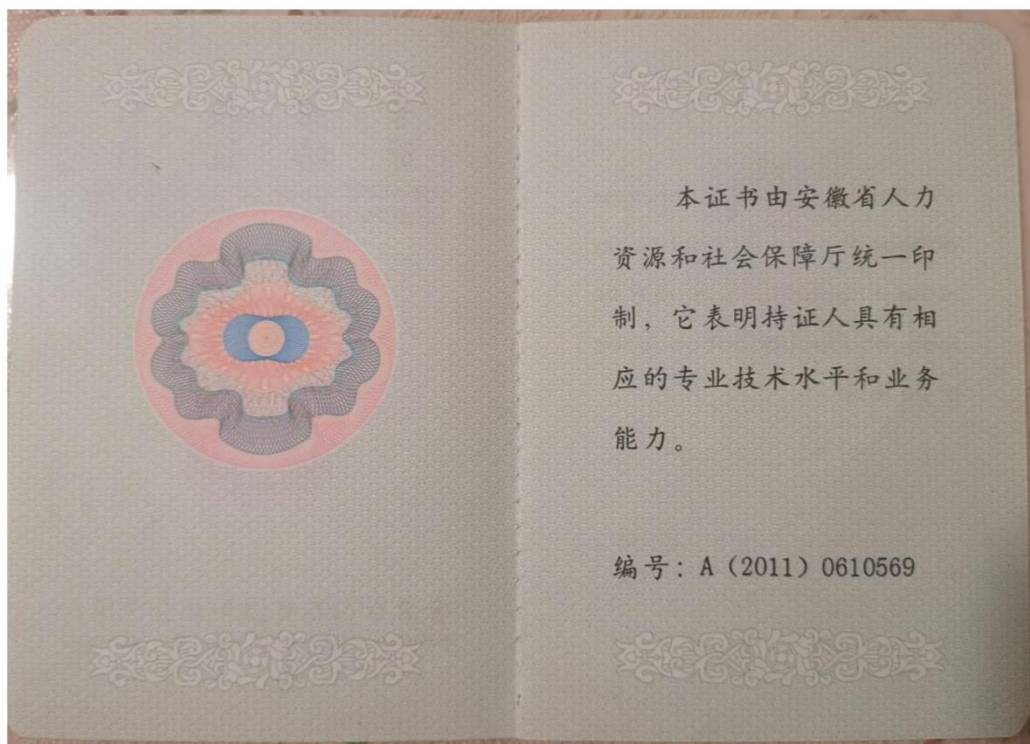 本证书由安徽省人力
资源和社会保障厅统一印
制，它表明持证人具有相
应的专业技术水平和业务
能力。
编号：A（2011）0610569